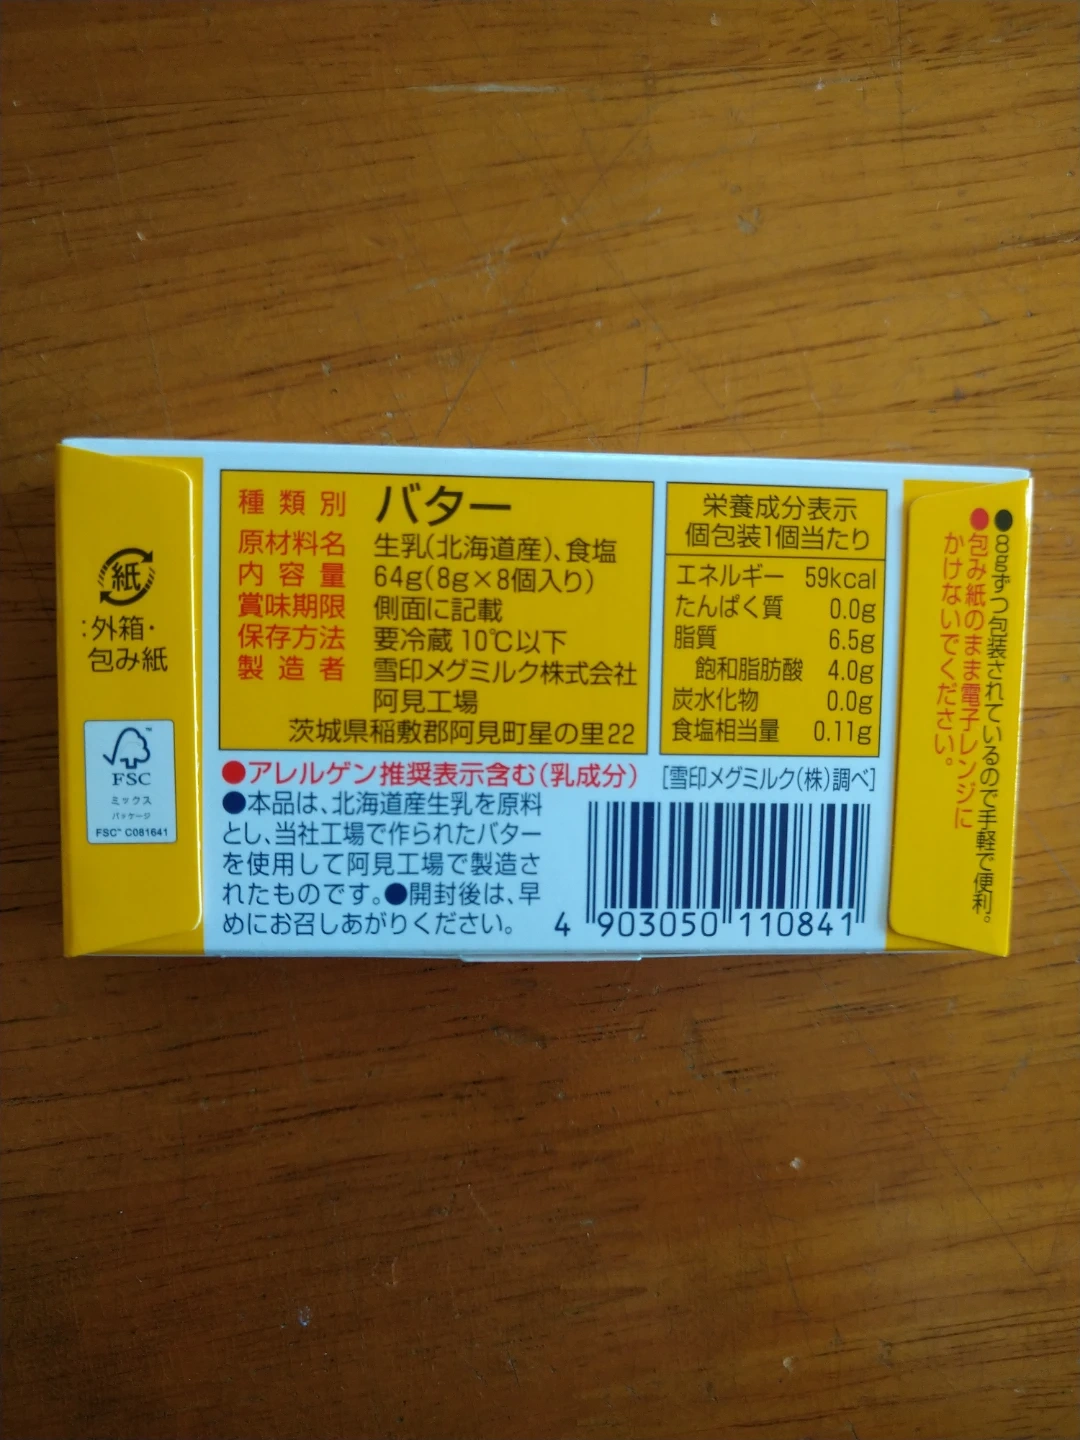 紙
:外箱・
包み紙
FSC™
ミックス
パッケージ
FSC™ C081641
種類別 バター
原材料名 生乳(北海道産)、食塩
内容量 64g(8g×8個入り)
賞味期限 側面に記載
保存方法 要冷蔵 10℃以下
製造者 雪印メグミルク株式会社
阿見工場
茨城県稲敷郡阿見町星の里22
●アレルゲン推奨表示含む(乳成分)
●本品は、北海道産生乳を原料
とし、当社工場で作られたバター
を使用して阿見工場で製造さ
れたものです。●開封後は、早
めにお召しあがりください。
栄養成分表示
個包装1個当たり
エネルギー 59kcal
たんぱく質 0.0g
脂質 6.5g
飽和脂肪酸 4.0g
炭水化物 0.0g
食塩相当量 0.11g
[雪印メグミルク(株)調べ]
4 903050 110841
●8gずつ包装されているので手軽で便利。
●包み紙のまま電子レンジに
かけないでください。